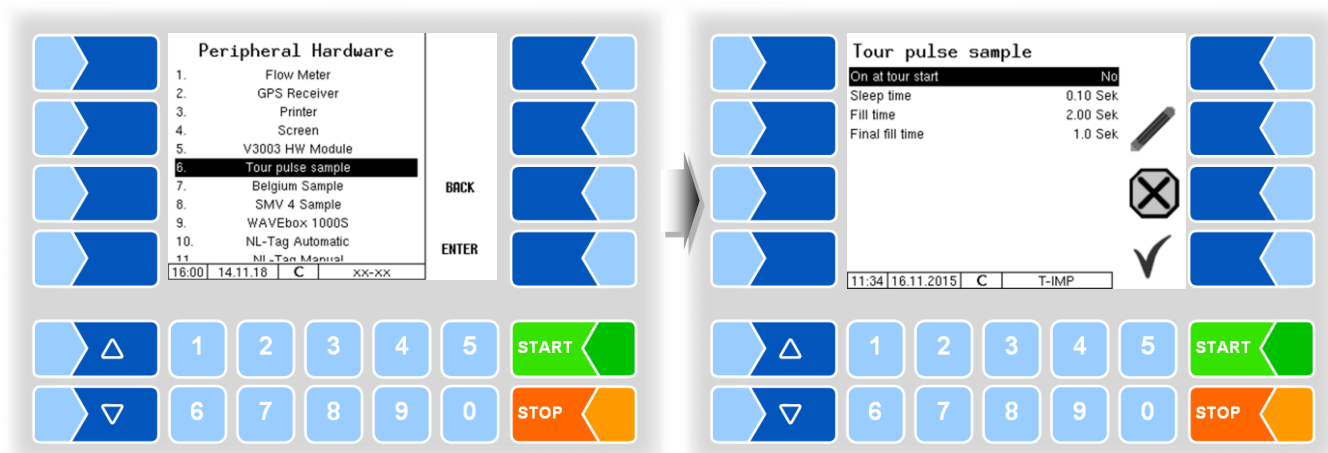 Peripheral Hardware
1. Flow Meter
2. GPS Receiver
3. Printer
4. Screen
5. V3003 HW Module
6. Tour pulse sample
7. Belgium Sample
8. SMV 4 Sample
9. WAVEbox 1000S
10. NL-Tag Automatic
11 NL-Tag Manual
BACK
ENTER
16:00 14.11.18 C xx-xx
1 2 3 4 5 START
6 7 8 9 0 STOP
Tour pulse sample
On at tour start No
Sleep time 0.10 Sek
Fill time 2.00 Sek
Final fill time 1.0 Sek
11:34 16.11.2015 C T-IMP
1 2 3 4 5 START
6 7 8 9 0 STOP